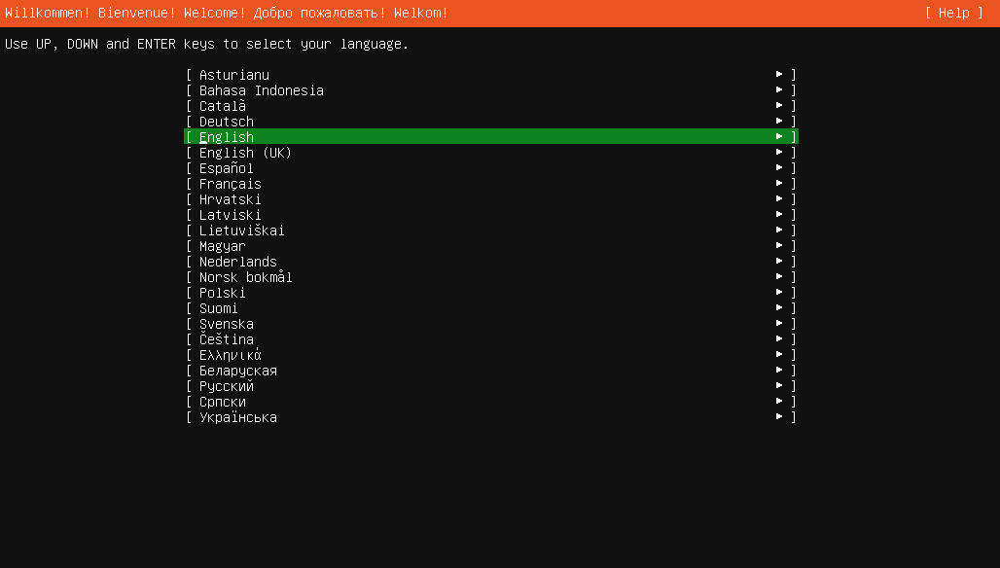 Willkommen! Bienvenue! Welcome! Добро пожаловать! Welkom! [ Help ]
Use UP, DOWN and ENTER keys to select your language.
[ Asturianu ► ]
[ Bahasa Indonesia ► ]
[ Català ► ]
[ Deutsch ► ]
[ English ► ]
[ English (UK) ► ]
[ Español ► ]
[ Français ► ]
[ Hrvatski ► ]
[ Latviski ► ]
[ Lietuviškai ► ]
[ Magyar ► ]
[ Nederlands ► ]
[ Norsk bokmål ► ]
[ Polski ► ]
[ Suomi ► ]
[ Svenska ► ]
[ Čeština ► ]
[ Ελληνικά ► ]
[ Беларуская ► ]
[ Русский ► ]
[ Српски ► ]
[ Українська ► ]